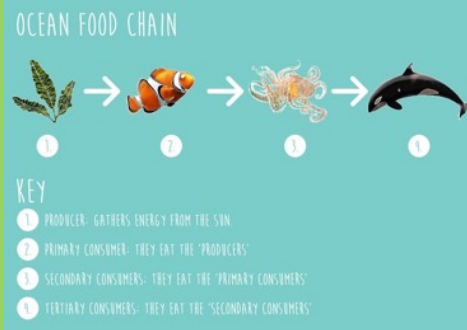 OCEAN FOOD CHAIN
1. 2. 3. 4.
KEY
1. PRODUCER: GATHERS ENERGY FROM THE SUN.
2. PRIMARY CONSUMER: THEY EAT THE 'PRODUCERS'
3. SECONDARY CONSUMERS: THEY EAT THE 'PRIMARY CONSUMERS'
4. TERTIARY CONSUMERS: THEY EAT THE 'SECONDARY CONSUMERS'